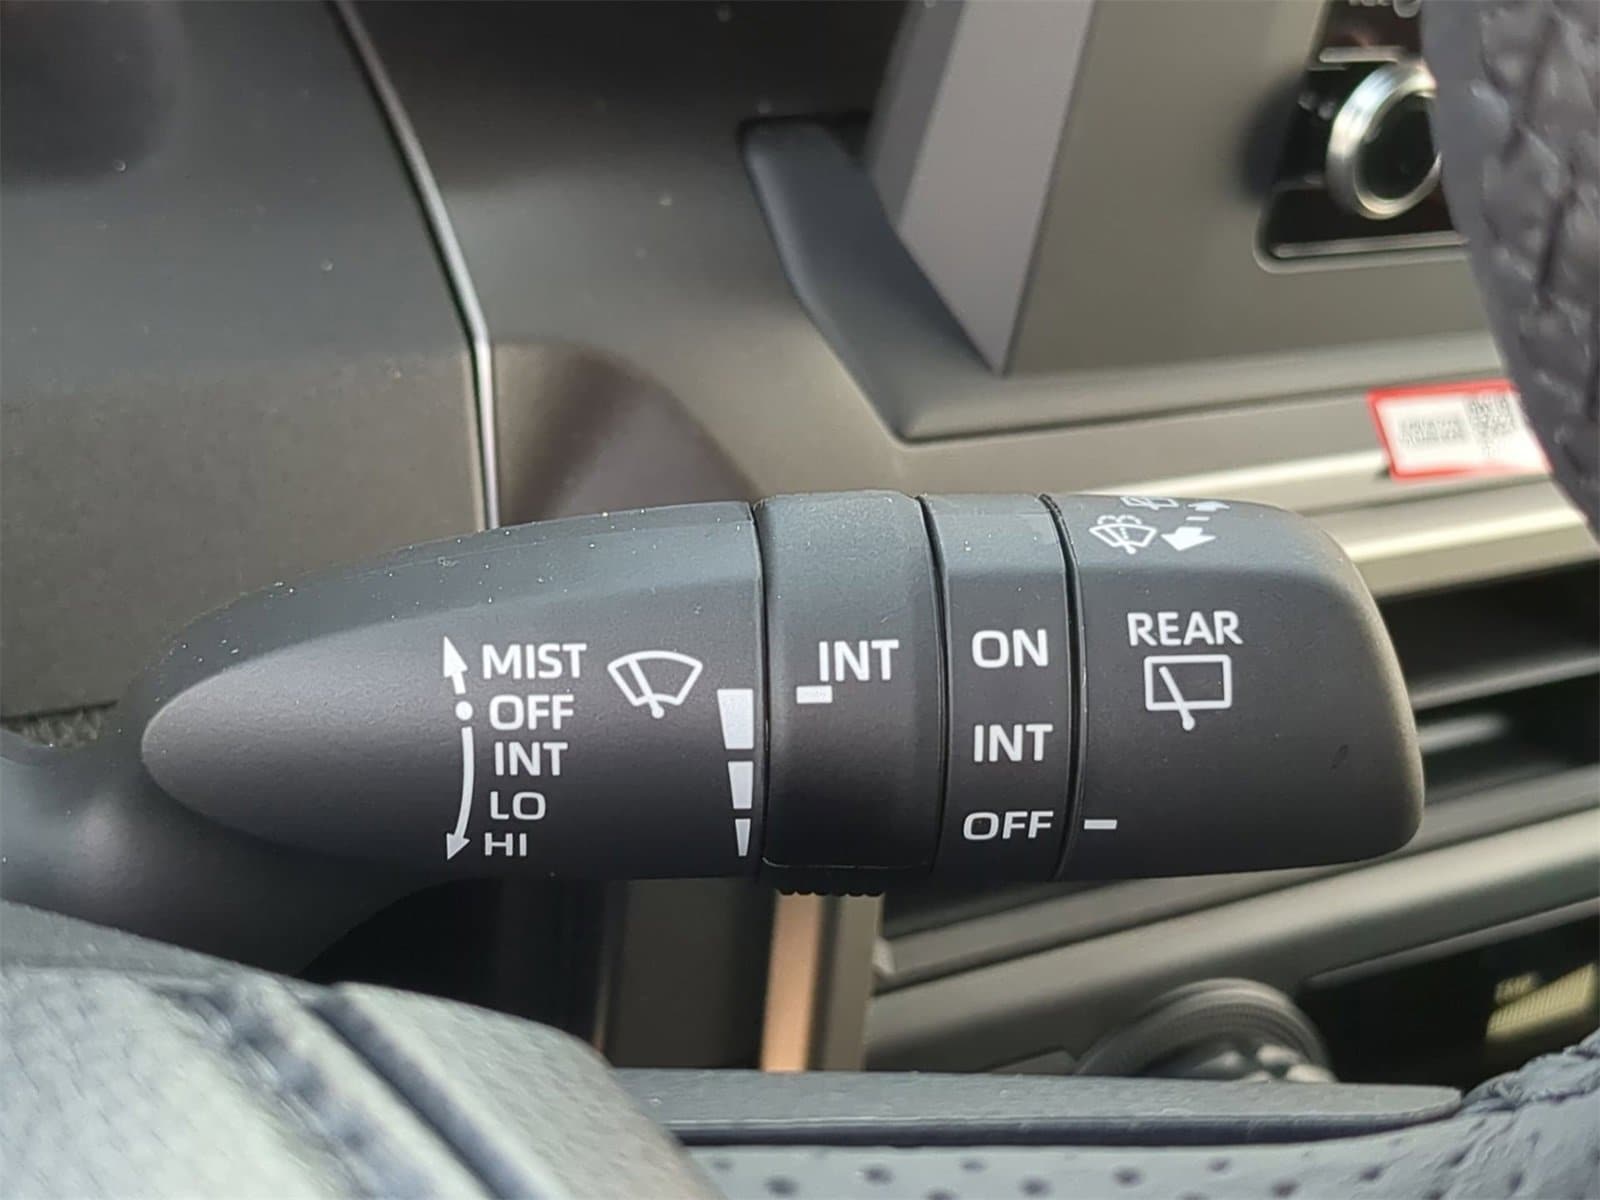 MIST
OFF
INT
LO
HI
INT
ON
INT
OFF
REAR